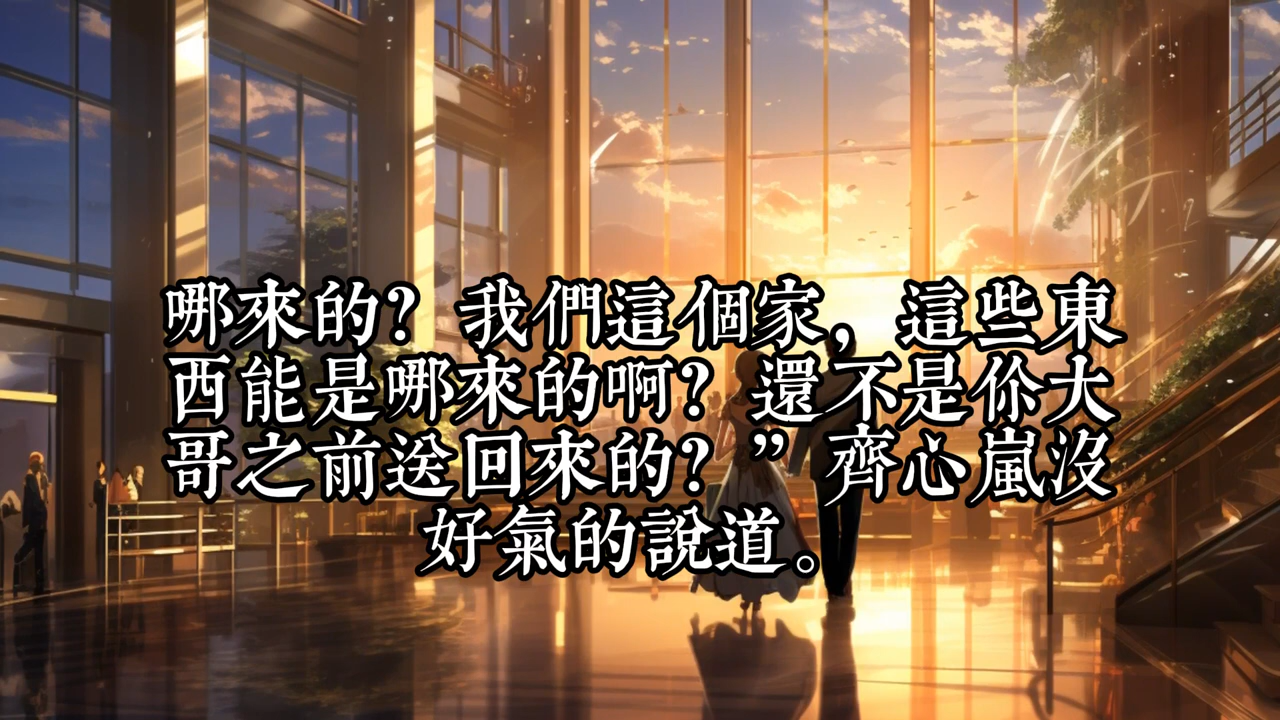 哪來的？我們這個家，這些東
西能是哪來的啊？還不是你大
哥之前送回來的？”齊心嵐沒
好氣的說道。